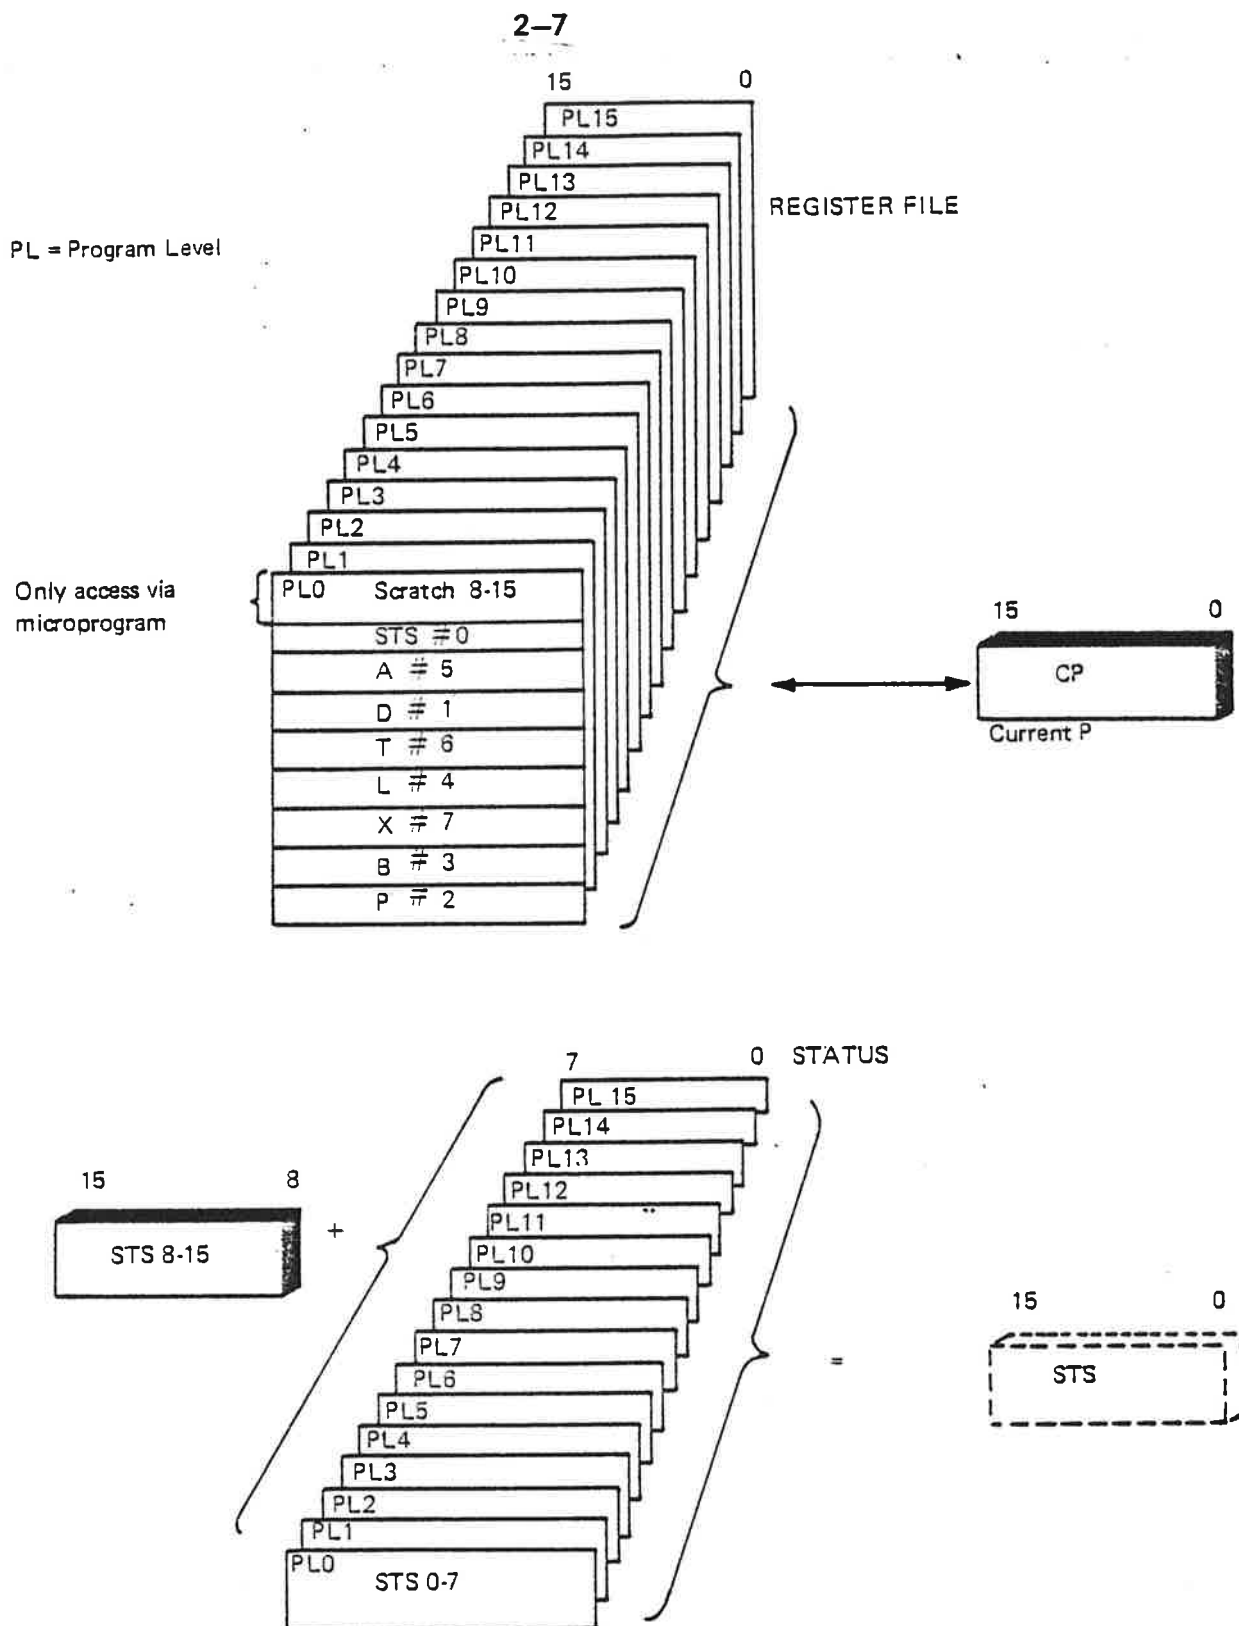 2–7
15 0
PL15
PL14
PL13
PL12
REGISTER FILE
PL = Program Level
PL11
PL10
PL9
PL8
PL7
PL6
PL5
PL4
PL3
PL2
PL1
Only access via
microprogram
PL0 Scratch 8-15
STS #0
A # 5
D # 1
T # 6
L # 4
X # 7
B # 3
P # 2
15 0
CP
Current P
7 0 STATUS
PL 15
PL14
PL13
PL12
PL11
PL10
PL9
PL8
PL7
PL6
PL5
PL4
PL3
PL2
PL1
PL0
STS 0-7
15 8
STS 8-15
+
=
15 0
STS